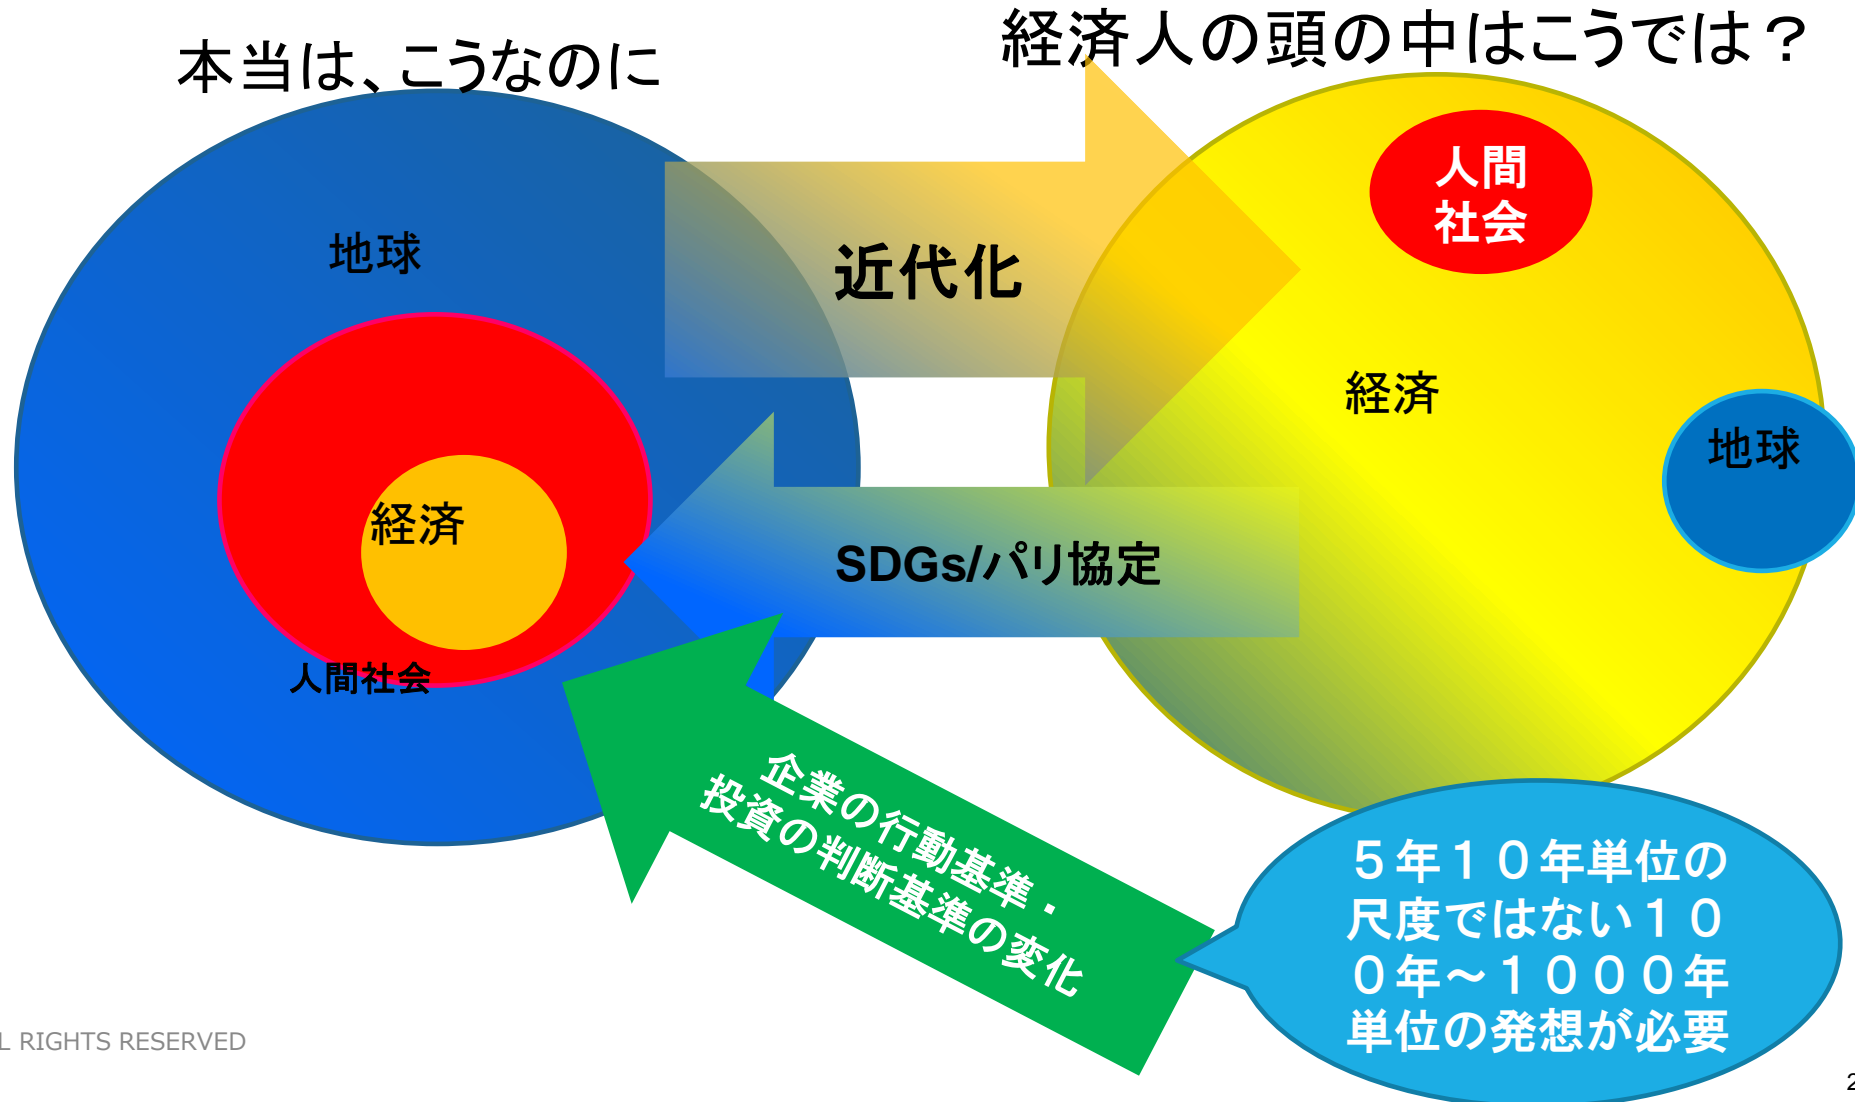 本当は、こうなのに
経済人の頭の中はこうでは？
地球
経済
人間社会
近代化
SDGs/パリ協定
人間
社会
経済
地球
企業の行動基準・
投資の判断基準の変化
５年１０年単位の
尺度ではない１０
０年～１０００年
単位の発想が必要
RIGHTS RESERVED
2